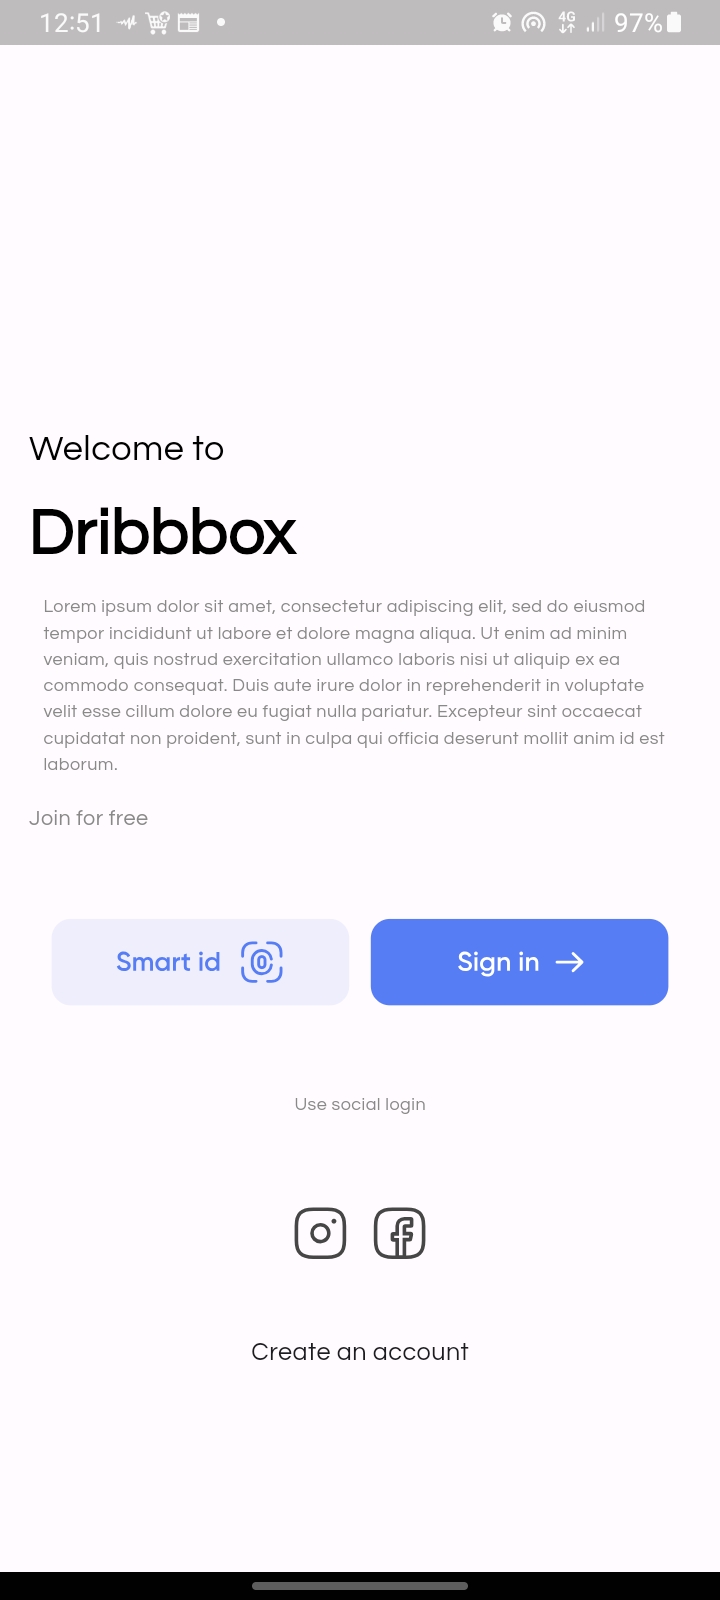 12:51 4G 97%
Welcome to
Dribbbox
Lorem ipsum dolor sit amet, consectetur adipiscing elit, sed do eiusmod
tempor incididunt ut labore et dolore magna aliqua. Ut enim ad minim
veniam, quis nostrud exercitation ullamco laboris nisi ut aliquip ex ea
commodo consequat. Duis aute irure dolor in reprehenderit in voluptate
velit esse cillum dolore eu fugiat nulla pariatur. Excepteur sint occaecat
cupidatat non proident, sunt in culpa qui officia deserunt mollit anim id est
laborum.
Join for free
Smart id Sign in
Use social login
Create an account